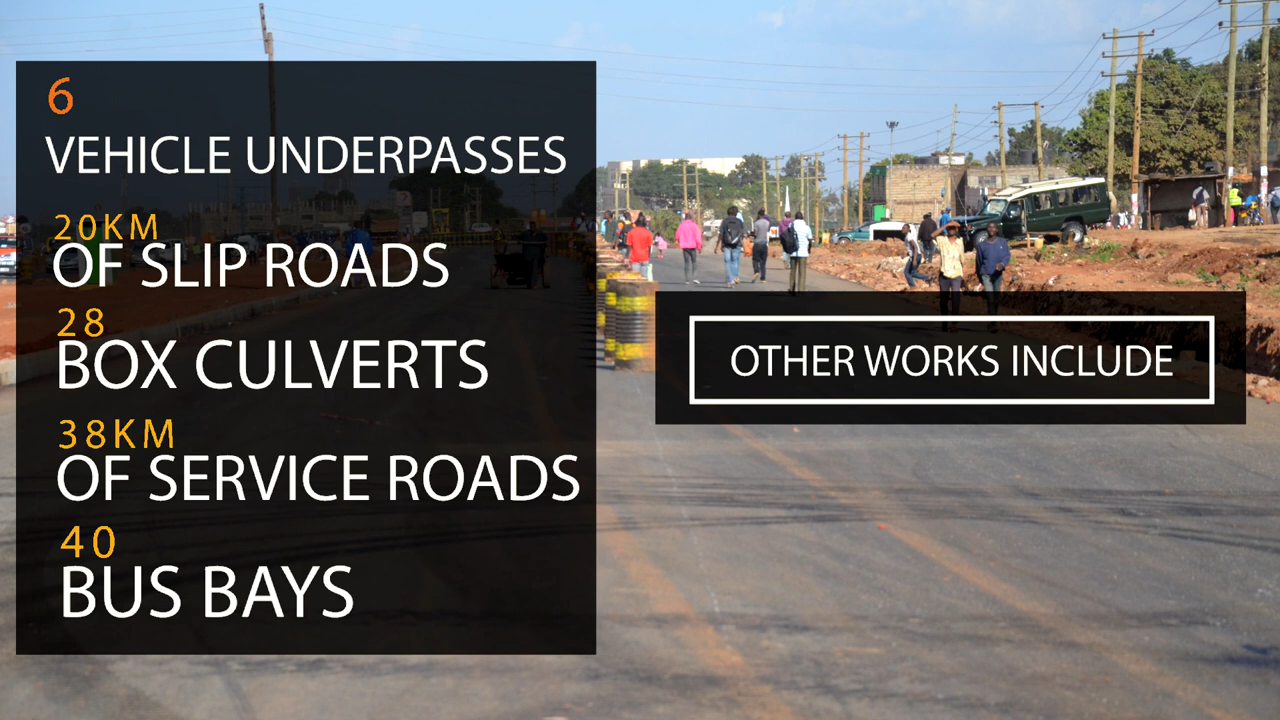 6
VEHICLE UNDERPASSES
20KM
OF SLIP ROADS
28
BOX CULVERTS
38KM
OF SERVICE ROADS
40
BUS BAYS
OTHER WORKS INCLUDE